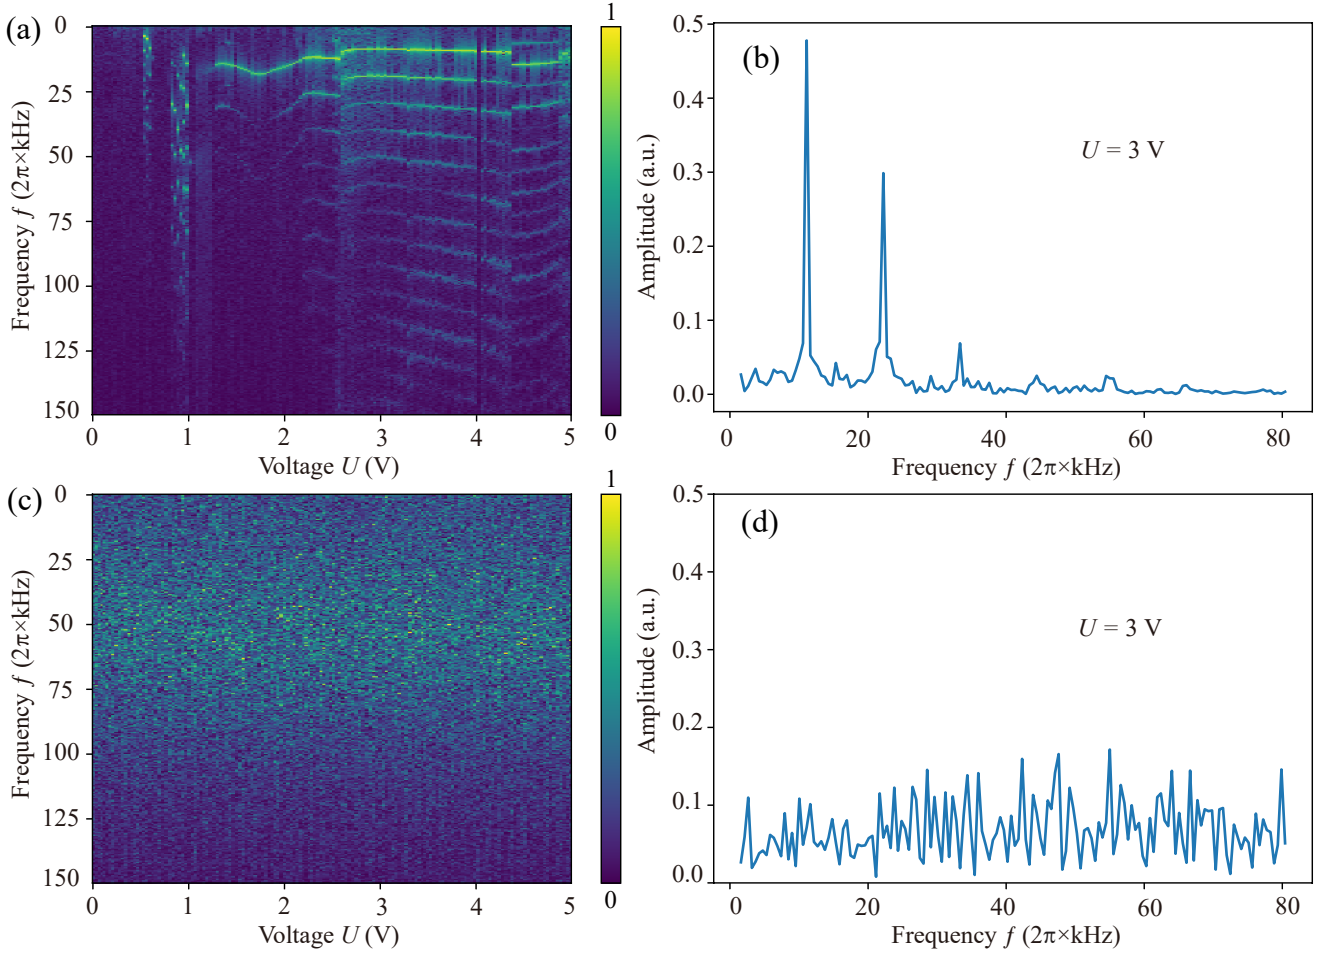 (a)
0
25
50
75
100
125
150
Frequency f (2π×kHz)
0 1 2 3 4 5
Voltage U (V)
1
0
(b)
0.5
0.4
0.3
0.2
0.1
0.0
Amplitude (a.u.)
U = 3 V
0 20 40 60 80
Frequency f (2π×kHz)
(c)
0
25
50
75
100
125
150
Frequency f (2π×kHz)
0 1 2 3 4 5
Voltage U (V)
1
0
(d)
0.5
0.4
0.3
0.2
0.1
0.0
Amplitude (a.u.)
U = 3 V
0 20 40 60 80
Frequency f (2π×kHz)